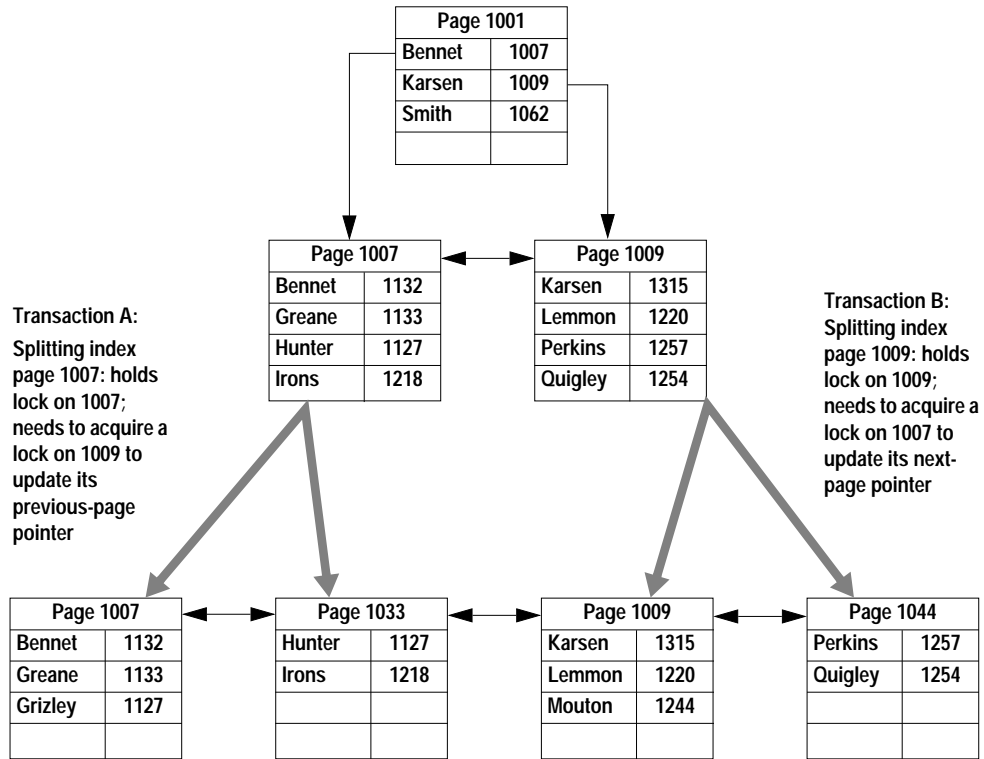 Page 1001
Bennet 1007
Karsen 1009
Smith 1062
Page 1007
Bennet 1132
Greane 1133
Hunter 1127
Irons 1218
Page 1009
Karsen 1315
Lemmon 1220
Perkins 1257
Quigley 1254
Transaction A:
Splitting index
page 1007: holds
lock on 1007;
needs to acquire a
lock on 1009 to
update its
previous-page
pointer
Transaction B:
Splitting index
page 1009: holds
lock on 1009;
needs to acquire a
lock on 1007 to
update its next-
page pointer
Page 1007
Bennet 1132
Greane 1133
Grizley 1127
Page 1033
Hunter 1127
Irons 1218
Page 1009
Karsen 1315
Lemmon 1220
Mouton 1244
Page 1044
Perkins 1257
Quigley 1254